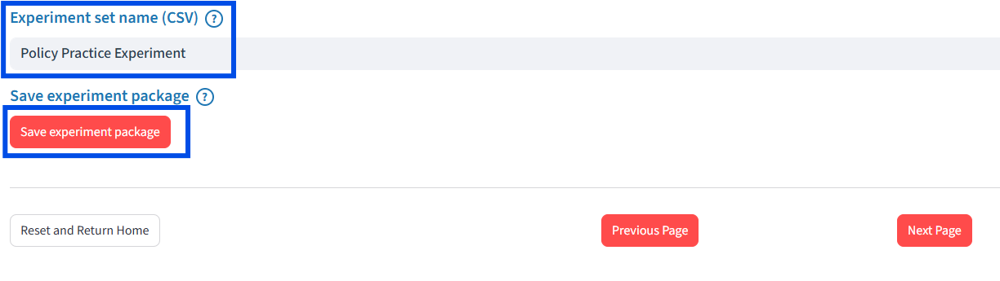 Experiment set name (CSV) ?
Policy Practice Experiment
Save experiment package ?
Save experiment package
Reset and Return Home
Previous Page
Next Page